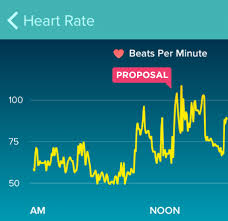 Heart Rate
Beats Per Minute
PROPOSAL
100
75
50
AM NOON